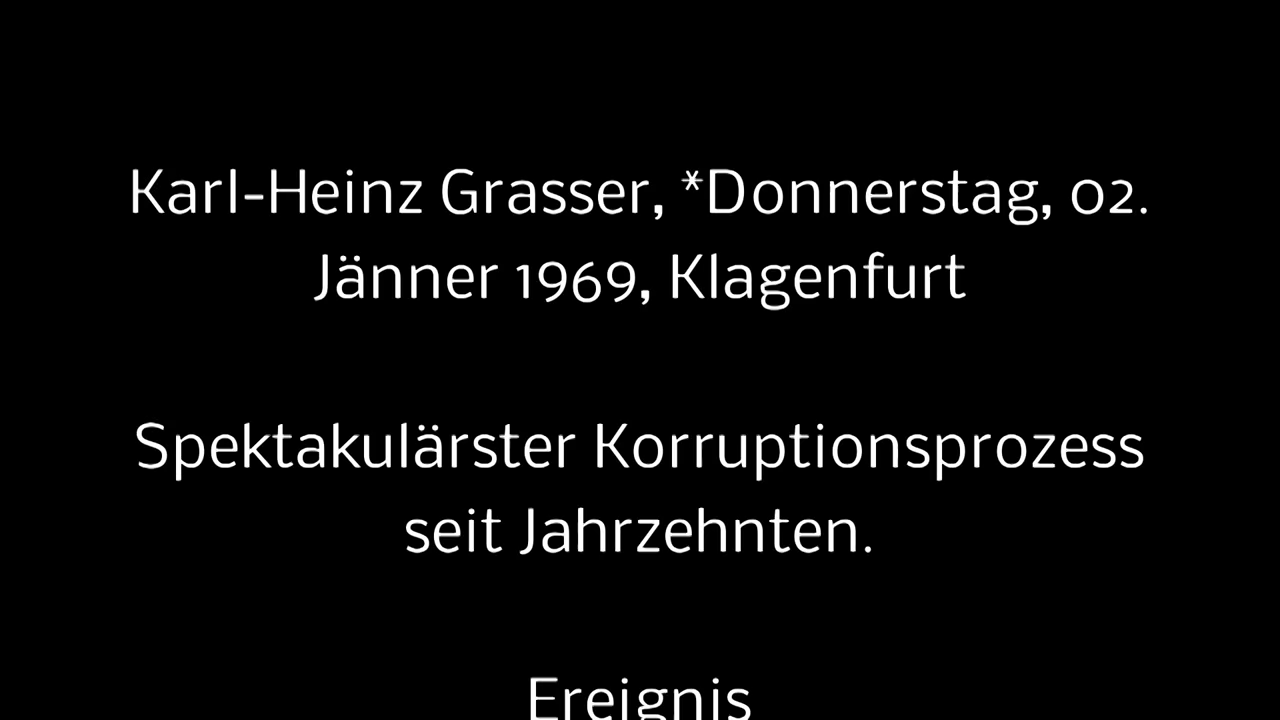 Karl-Heinz Grasser, *Donnerstag, 02.
Jänner 1969, Klagenfurt
Spektakulärster Korruptionsprozess
seit Jahrzehnten.
Ereignis